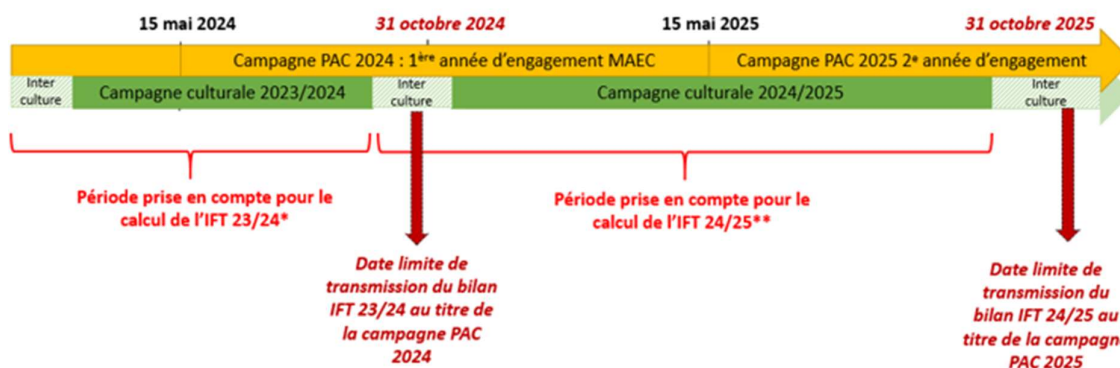 15 mai 2024
31 octobre 2024
15 mai 2025
31 octobre 2025
Campagne PAC 2024 : 1ère année d'engagement MAEC
Campagne PAC 2025 2e année d'engagement
Inter
culture
Campagne culturale 2023/2024
Inter
culture
Campagne culturale 2024/2025
Inter
culture
Période prise en compte pour le
calcul de l'IFT 23/24*
Période prise en compte pour le
calcul de l'IFT 24/25**
Date limite de
transmission du bilan
IFT 23/24 au titre de
la campagne PAC
2024
Date limite de
transmission du
bilan IFT 24/25 au
titre de la campagne
PAC 2025